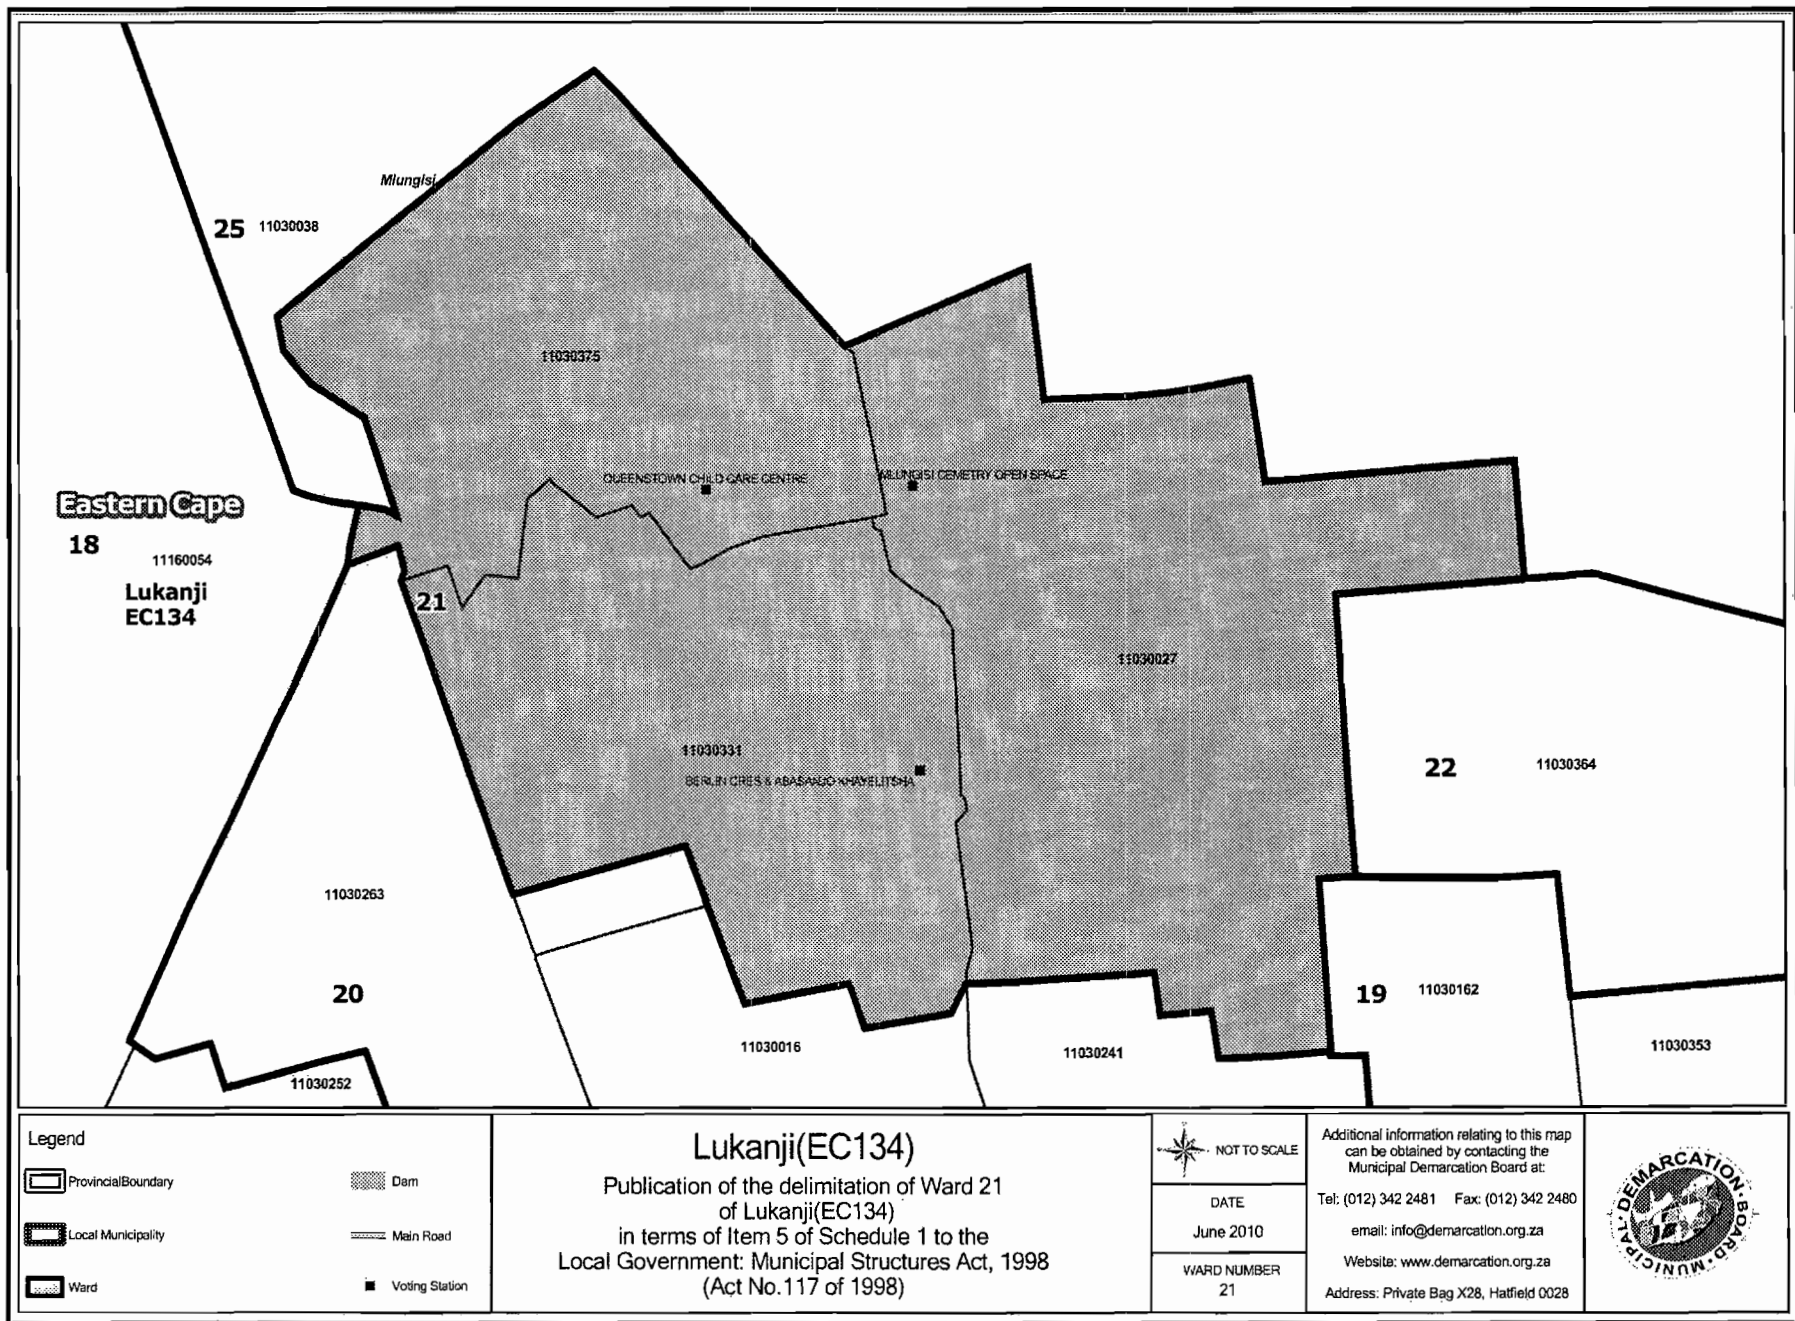 Mlungisi
25
11030038
11030375
QUEENSTOWN CHILD CARE CENTRE
MLUNGISI CEMETRY OPEN SPACE
Eastern Cape
18
11160054
Lukanji
EC134
21
11030027
11030331
BERLIN CRES & ABASANJO KHAYELITSHA
22
11030364
11030263
20
19
11030162
11030016
11030241
11030353
11030252
Legend
ProvincialBoundary
Local Municipality
Ward
Dam
Main Road
Voting Station
Lukanji(EC134)
Publication of the delimitation of Ward 21
of Lukanji(EC134)
in terms of Item 5 of Schedule 1 to the
Local Government: Municipal Structures Act, 1998
(Act No.117 of 1998)
NOT TO SCALE
DATE
June 2010
WARD NUMBER
21
Additional information relating to this map
can be obtained by contacting the
Municipal Demarcation Board at:
Tel: (012) 342 2481 Fax: (012) 342 2480
email: info@demarcation.org.za
Website: www.demarcation.org.za
Address: Private Bag X28, Hatfield 0028
MUNICIPAL DEMARCATION BOARD